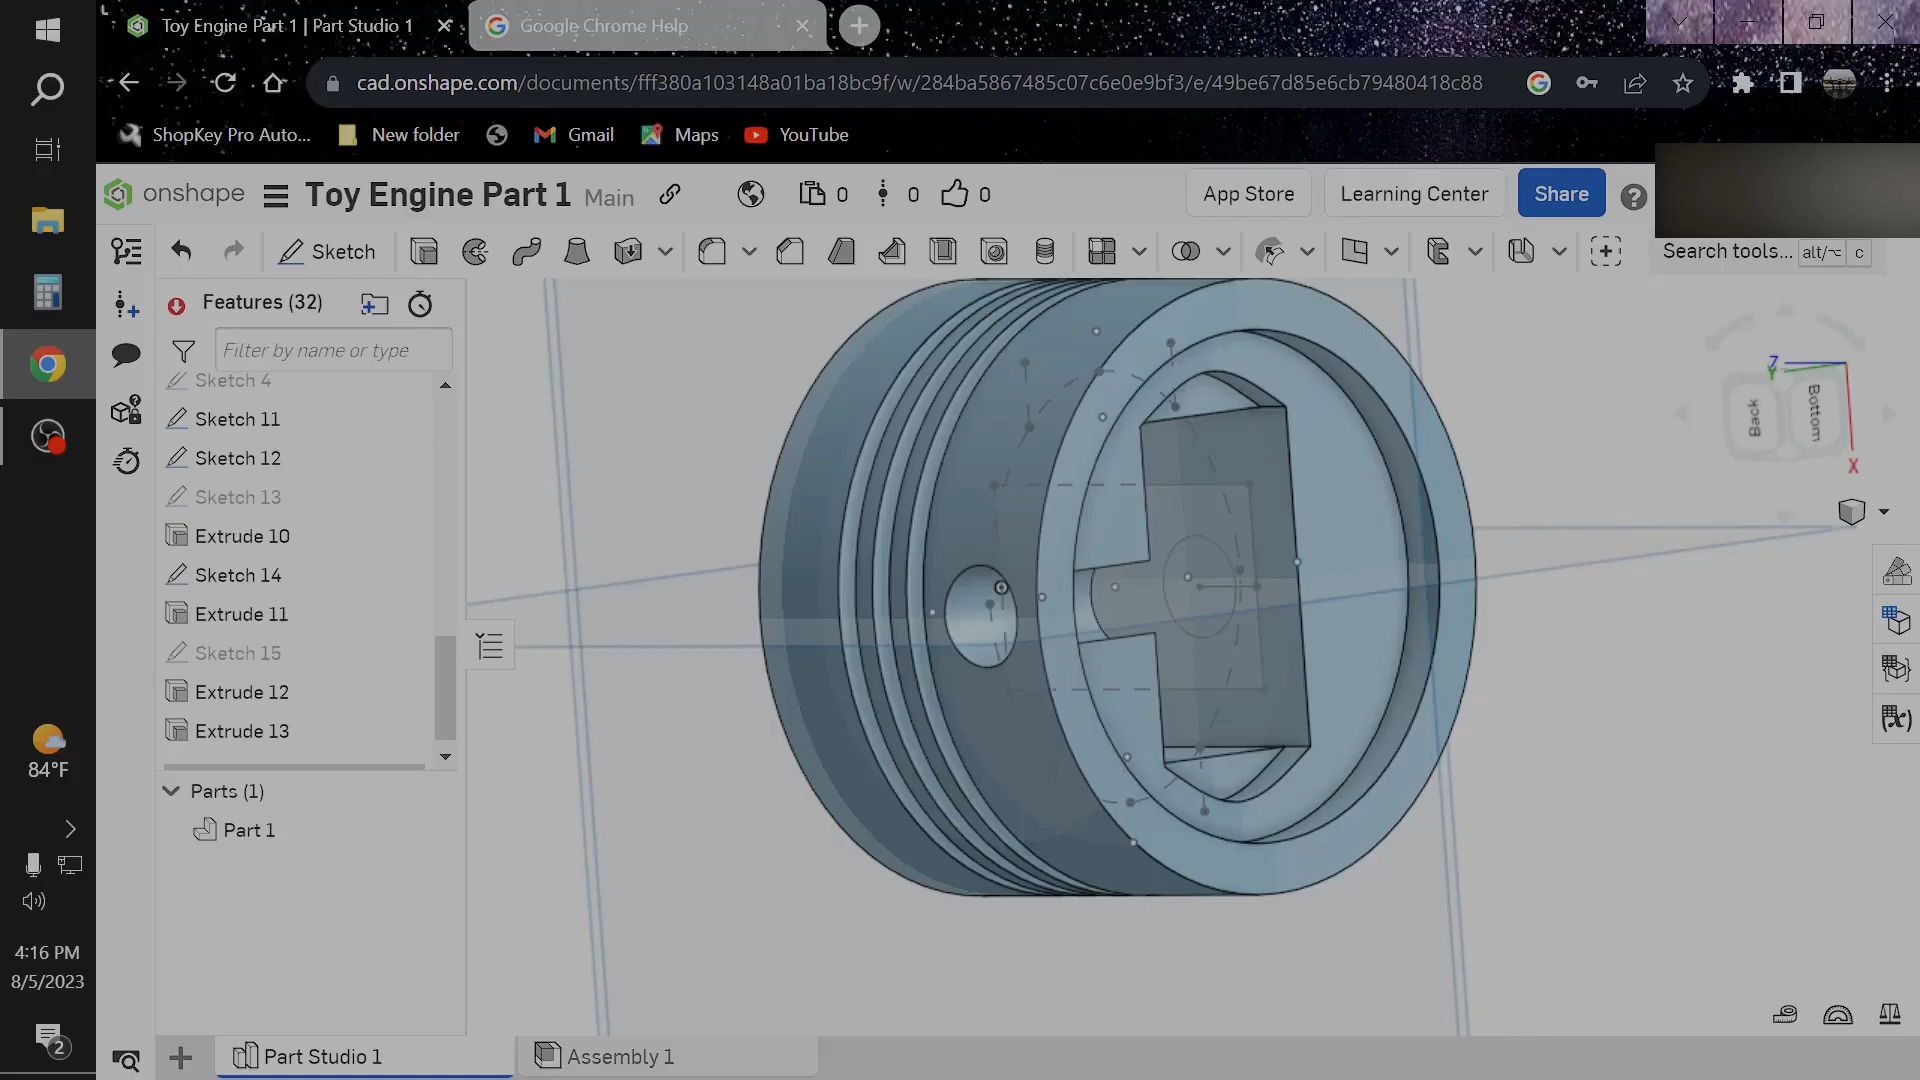 Toy Engine Part 1 | Part Studio 1
Google Chrome Help
cad.onshape.com/documents/fff380a103148a01ba18bc9f/w/284ba5867485c07c6e0e9bf3/e/49be67d85e6cb79480418c88
ShopKey Pro Auto...
New folder
Gmail
Maps
YouTube
onshape
Toy Engine Part 1
Main
0
0
0
App Store
Learning Center
Share
Sketch
Search tools...
alt/⌥
c
Features (32)
Filter by name or type
Sketch 4
Sketch 11
Sketch 12
Sketch 13
Extrude 10
Sketch 14
Extrude 11
Sketch 15
Extrude 12
Extrude 13
Parts (1)
Part 1
Z
Y
X
Back
Bottom
84°F
4:16 PM
8/5/2023
2
Part Studio 1
Assembly 1